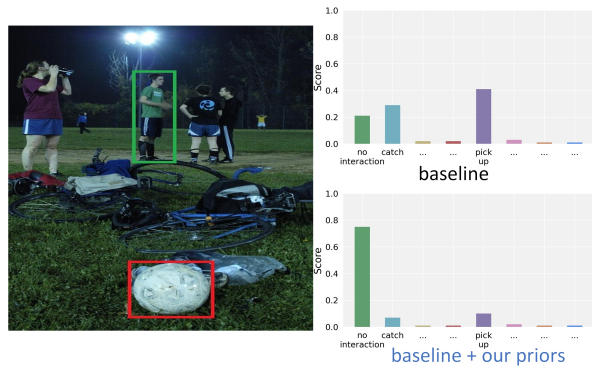 1.0
0.8
0.6
0.4
0.2
0.0
Score
no
interaction
catch
...
...
pick
up
...
...
...
baseline
1.0
0.8
0.6
0.4
0.2
0.0
Score
no
interaction
catch
...
...
pick
up
...
...
...
baseline + our priors